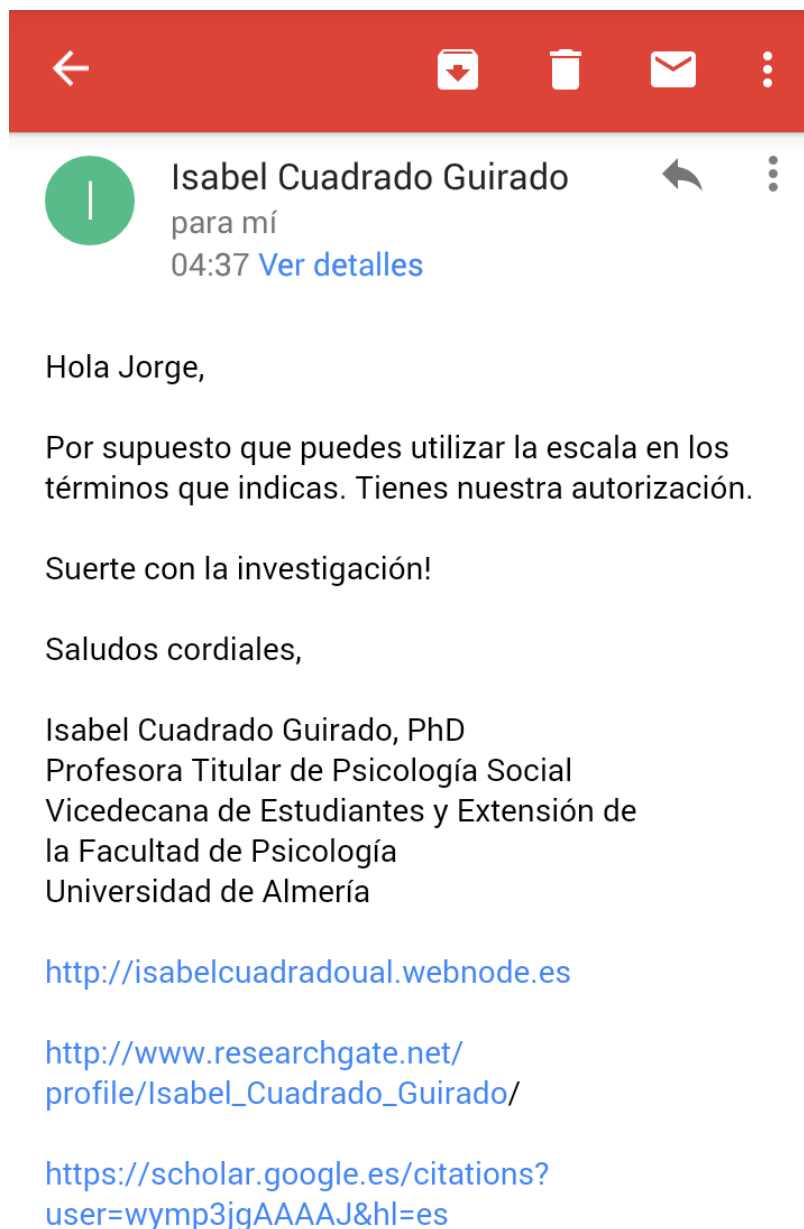 I
Isabel Cuadrado Guirado
para mí
04:37 Ver detalles
Hola Jorge,
Por supuesto que puedes utilizar la escala en los
términos que indicas. Tienes nuestra autorización.
Suerte con la investigación!
Saludos cordiales,
Isabel Cuadrado Guirado, PhD
Profesora Titular de Psicología Social
Vicedecana de Estudiantes y Extensión de
la Facultad de Psicología
Universidad de Almería
http://isabelcuadradoual.webnode.es
http://www.researchgate.net/
profile/Isabel_Cuadrado_Guirado/
https://scholar.google.es/citations?
user=wymp3jgAAAAJ&hl=es